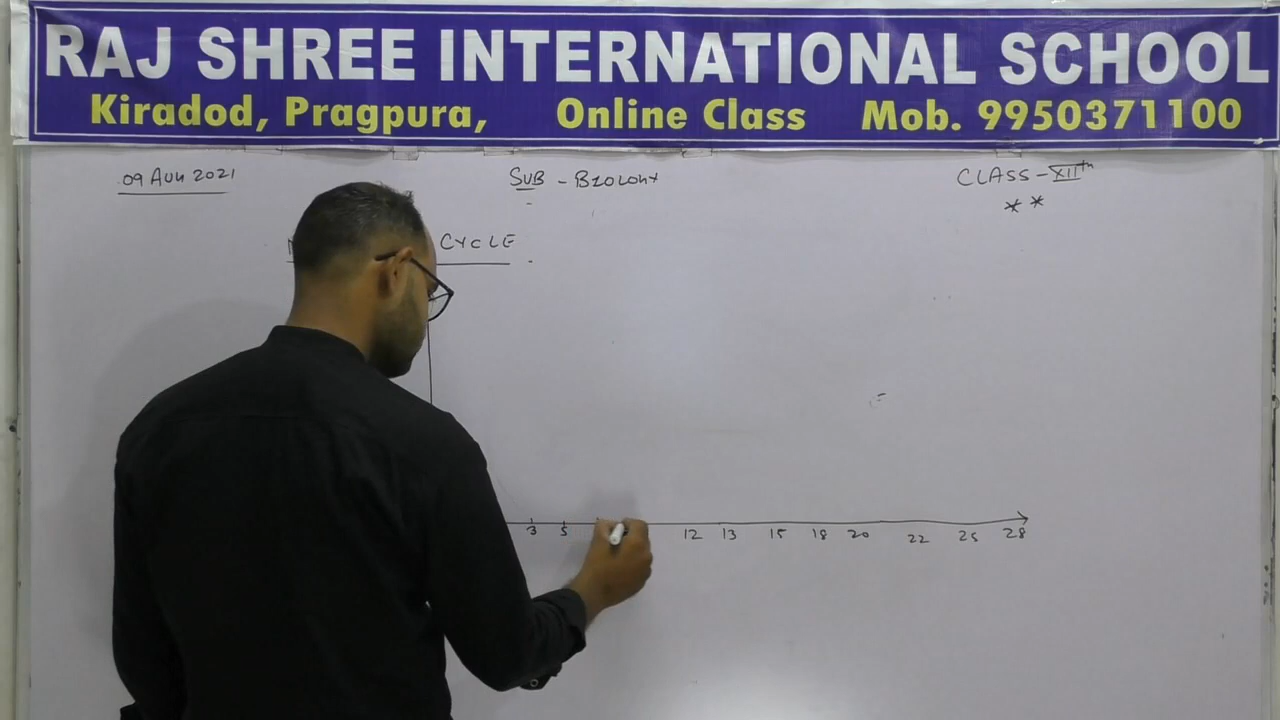 RAJ SHREE INTERNATIONAL SCHOOL
Kiradod, Pragpura, Online Class Mob. 9950371100
09 AUG 2021 SUB - BIOLOGY CLASS - XIIth
* *
CYCLE
3 5 12 13 15 18 20 22 25 28